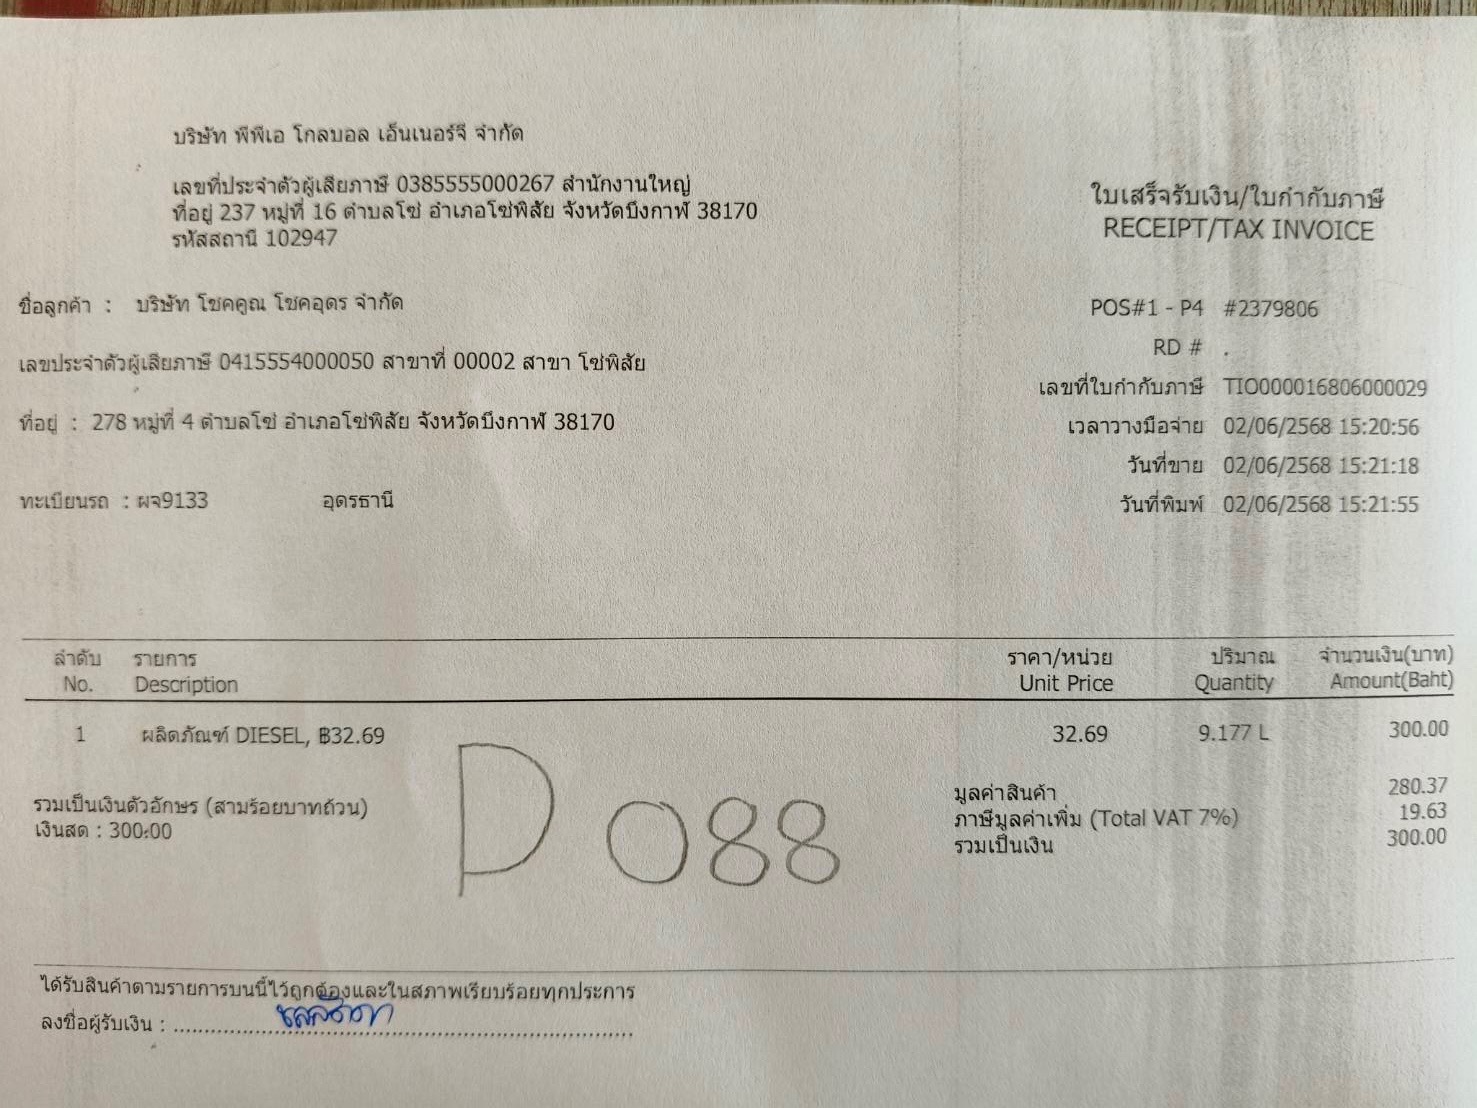 บริษัท พีพีเอ โกลบอล เอ็นเนอร์จี จำกัด
เลขที่ประจำตัวผู้เสียภาษี 0385555000267 สำนักงานใหญ่
ที่อยู่ 237 หมู่ที่ 16 ตำบลโซ่ อำเภอโซ่พิสัย จังหวัดบึงกาฬ 38170
รหัสสถานี 102947
ใบเสร็จรับเงิน/ใบกำกับภาษี
RECEIPT/TAX INVOICE
ชื่อลูกค้า : บริษัท โชคคูณ โชคอุดร จำกัด
เลขประจำตัวผู้เสียภาษี 0415554000050 สาขาที่ 00002 สาขา โซ่พิสัย
ที่อยู่ : 278 หมู่ที่ 4 ตำบลโซ่ อำเภอโซ่พิสัย จังหวัดบึงกาฬ 38170
ทะเบียนรถ : ผจ9133 อุดรธานี
POS#1 - P4 #2379806
RD # .
เลขที่ใบกำกับภาษี TIO000016806000029
เวลาวางมือจ่าย 02/06/2568 15:20:56
วันที่ขาย 02/06/2568 15:21:18
วันที่พิมพ์ 02/06/2568 15:21:55
ลำดับ รายการ ราคา/หน่วย ปริมาณ จำนวนเงิน(บาท)
No. Description Unit Price Quantity Amount(Baht)
1 ผลิตภัณฑ์ DIESEL, ฿32.69 32.69 9.177 L 300.00
รวมเป็นเงินตัวอักษร (สามร้อยบาทถ้วน)
เงินสด : 300.00
D 088
มูลค่าสินค้า 280.37
ภาษีมูลค่าเพิ่ม (Total VAT 7%) 19.63
รวมเป็นเงิน 300.00
ได้รับสินค้าตามรายการบนนี้ไว้ถูกต้องและในสภาพเรียบร้อยทุกประการ
ลงชื่อผู้รับเงิน :